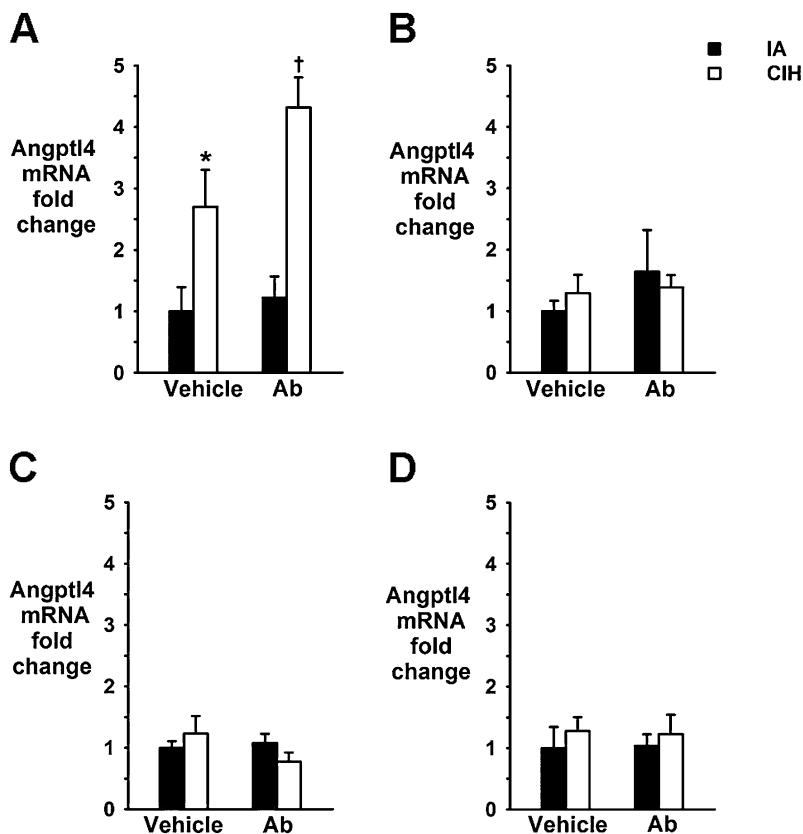 A
5
4
3
2
1
0
Angptl4
mRNA
fold
change
*
†
Vehicle
Ab
B
5
4
3
2
1
0
Angptl4
mRNA
fold
change
Vehicle
Ab
IA
CIH
C
5
4
3
2
1
0
Angptl4
mRNA
fold
change
Vehicle
Ab
D
5
4
3
2
1
0
Angptl4
mRNA
fold
change
Vehicle
Ab